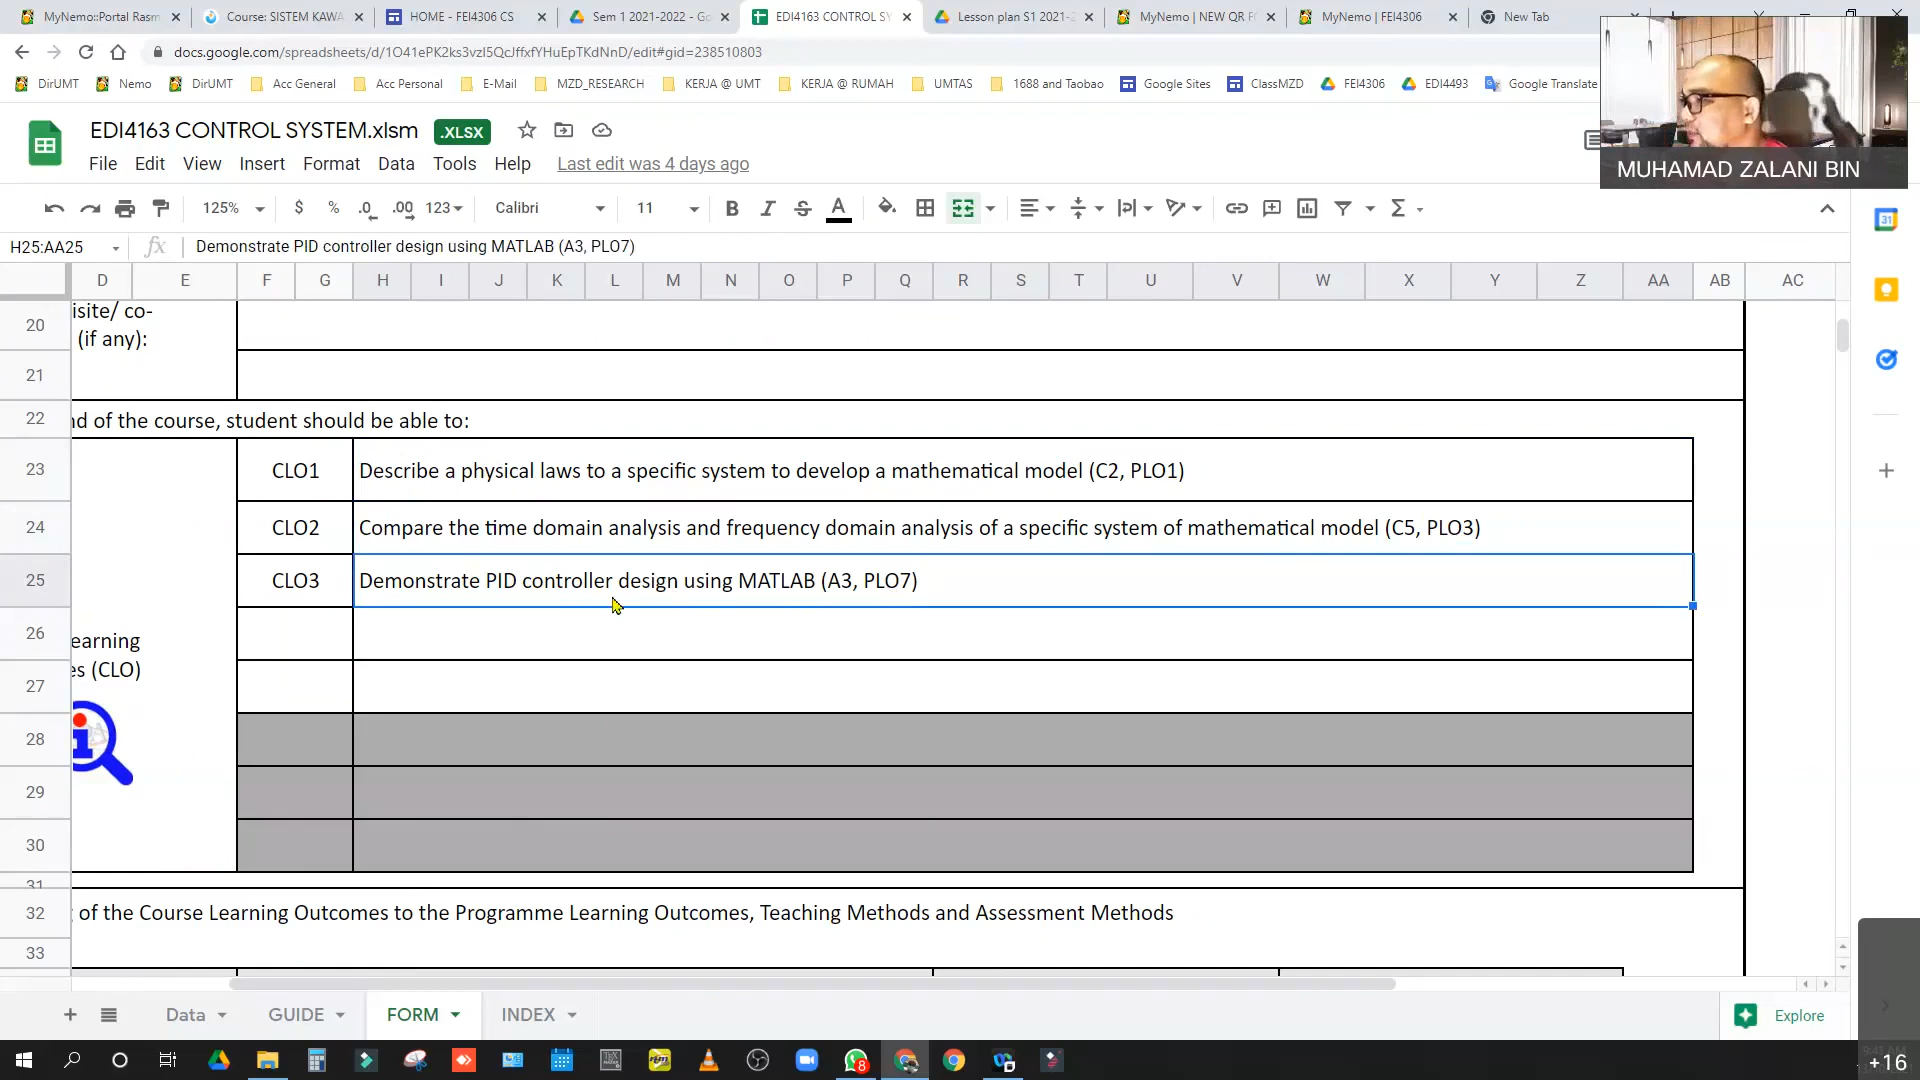 MyNemo::Portal Rasm
Course: SISTEM KAWA
HOME - FEI4306 CS
Sem 1 2021-2022 - Go
EDI4163 CONTROL SY
Lesson plan S1 2021-2
MyNemo | NEW QR F
MyNemo | FEI4306
New Tab
docs.google.com/spreadsheets/d/1O41ePK2ks3vzI5QcJffxfYHuEpTKdNnD/edit#gid=238510803
DirUMT Nemo DirUMT Acc General Acc Personal E-Mail MZD_RESEARCH KERJA @ UMT KERJA @ RUMAH UMTAS 1688 and Taobao Google Sites ClassMZD FEI4306 EDI4493 Google Translate
EDI4163 CONTROL SYSTEM.xlsm .XLSX
File Edit View Insert Format Data Tools Help Last edit was 4 days ago
MUHAMAD ZALANI BIN
125% $ % .0 .00 123 Calibri 11
H25:AA25 fx Demonstrate PID controller design using MATLAB (A3, PLO7)
D E F G H I J K L M N O P Q R S T U V W X Y Z AA AB AC
20 isite/ co-
(if any):
21
22 nd of the course, student should be able to:
23 CLO1 Describe a physical laws to a specific system to develop a mathematical model (C2, PLO1)
24 CLO2 Compare the time domain analysis and frequency domain analysis of a specific system of mathematical model (C5, PLO3)
25 CLO3 Demonstrate PID controller design using MATLAB (A3, PLO7)
26 earning
es (CLO)
27
28
29
30
31
32 of the Course Learning Outcomes to the Programme Learning Outcomes, Teaching Methods and Assessment Methods
33
Data GUIDE FORM INDEX Explore
8
+16